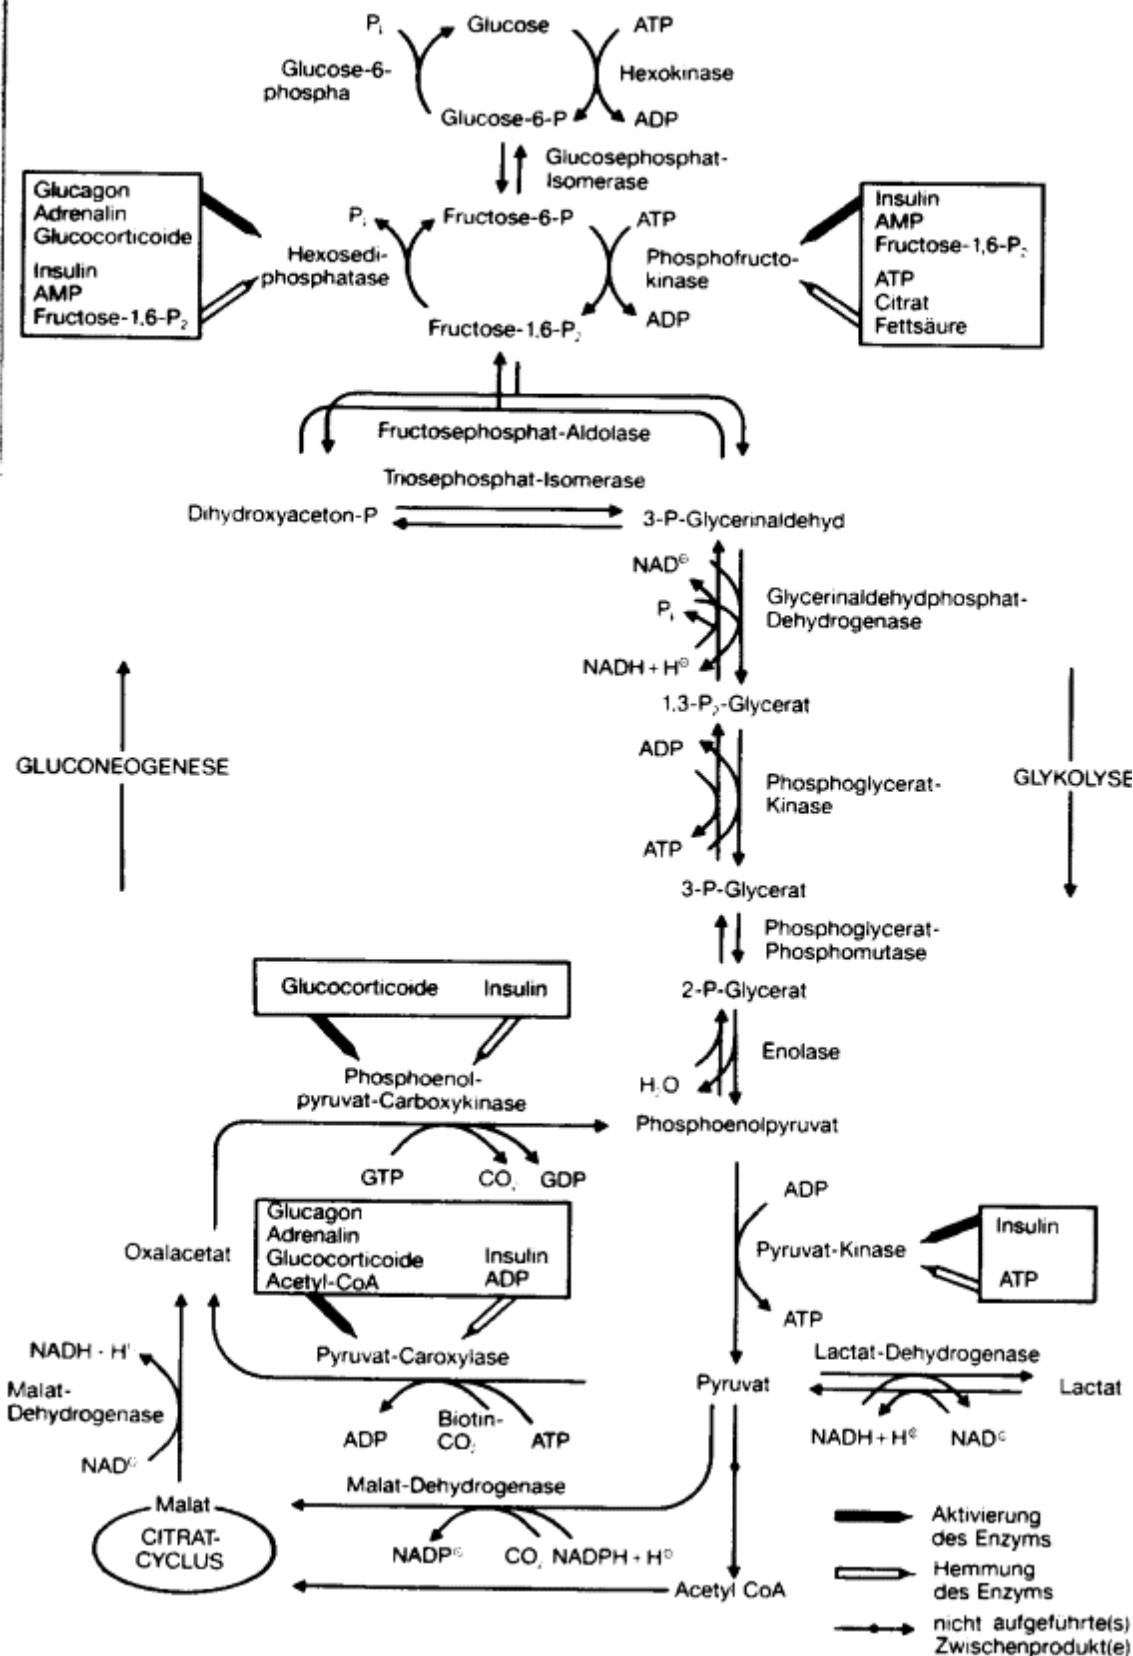 Pi
Glucose
ATP
Glucose-6-
phospha
Hexokinase
Glucose-6-P
ADP
Glucosephosphat-
Isomerase
Glucagon
Adrenalin
Glucocorticoide
Insulin
AMP
Fructose-1,6-P2
Pi
Fructose-6-P
ATP
Hexosedi-
phosphatase
Phosphofructo-
kinase
Fructose-1,6-P2
ADP
Insulin
AMP
Fructose-1,6-P2
ATP
Citrat
Fettsäure
Fructosephosphat-Aldolase
Triosephosphat-Isomerase
Dihydroxyaceton-P
3-P-Glycerinaldehyd
NAD⊕
Pi
NADH + H⊕
Glycerinaldehydphosphat-
Dehydrogenase
1,3-P2-Glycerat
GLUCONEOGENESE
GLYKOLYSE
ADP
Phosphoglycerat-
Kinase
ATP
3-P-Glycerat
Phosphoglycerat-
Phosphomutase
2-P-Glycerat
Glucocorticoide Insulin
Enolase
H2O
Phosphoenol-
pyruvat-Carboxykinase
Phosphoenolpyruvat
GTP
CO2
GDP
Glucagon
Adrenalin
Glucocorticoide Insulin
Acetyl-CoA ADP
Oxalacetat
ADP
Pyruvat-Kinase
ATP
Insulin
ATP
NADH + H⊕
Malat-
Dehydrogenase
NAD⊕
Pyruvat-Caroxylase
ADP
Biotin-
CO2
ATP
Pyruvat
Lactat-Dehydrogenase
Lactat
NADH + H⊕
NAD⊕
Malat
CITRAT-
CYCLUS
Malat-Dehydrogenase
NADP⊕
CO2
NADPH + H⊕
Acetyl CoA
Aktivierung
des Enzyms
Hemmung
des Enzyms
nicht aufgeführte(s)
Zwischenprodukt(e)